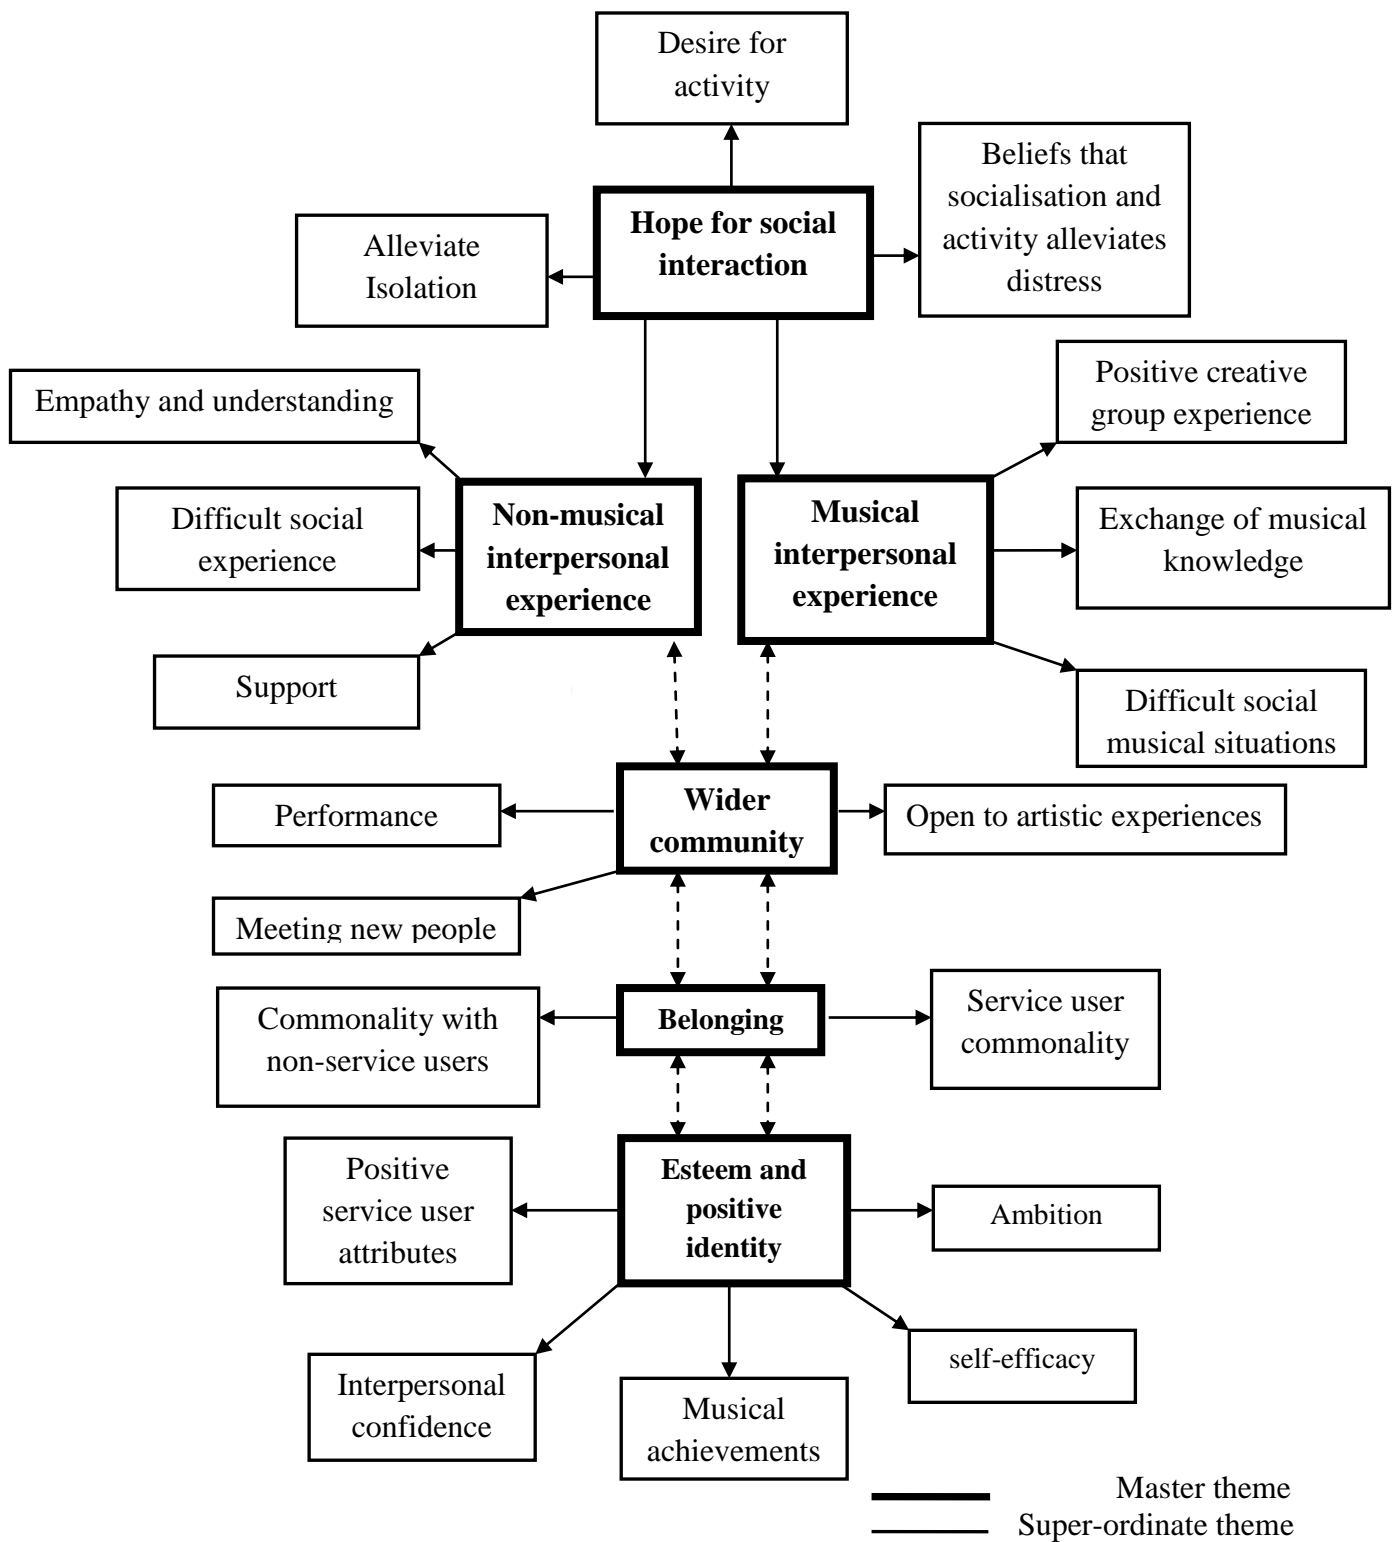 Desire for
activity
Beliefs that
socialisation and
activity alleviates
distress
Hope for social
interaction
Alleviate
Isolation
Positive creative
group experience
Empathy and understanding
Difficult social
experience
Non-musical
interpersonal
experience
Musical
interpersonal
experience
Exchange of musical
knowledge
Support
Difficult social
musical situations
Performance
Wider
community
Open to artistic experiences
Meeting new people
Commonality with
non-service users
Belonging
Service user
commonality
Positive
service user
attributes
Esteem and
positive
identity
Ambition
Interpersonal
confidence
Musical
achievements
self-efficacy
Master theme
Super-ordinate theme